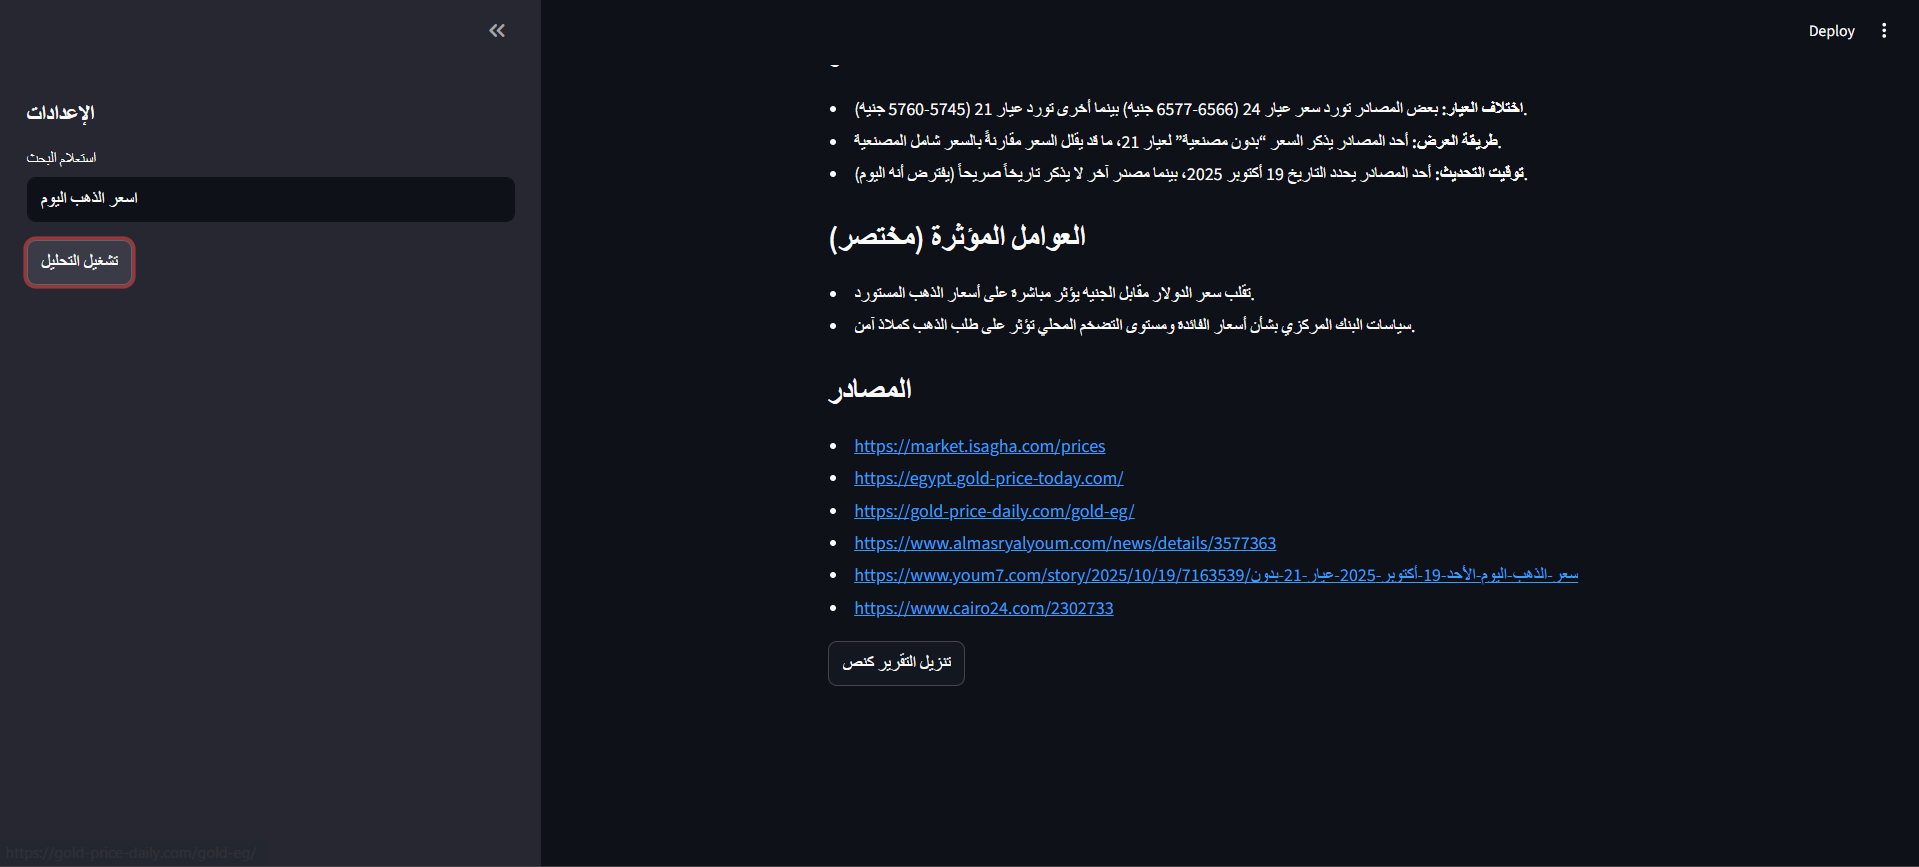 الإعدادات
استعلام البحث
اسعر الذهب اليوم
تشغيل التحليل
https://gold-price-daily.com/gold-eg/
Deploy
اختلاف العيار: بعض المصادر تورد سعر عيار 24 (6566-6577 جنيه) بينما أخرى تورد عيار 21 (5745-5760 جنيه).
طريقة العرض: أحد المصادر يذكر السعر “بدون مصنعية” لعيار 21، ما قد يقلل السعر مقارنةً بالسعر شامل المصنعية.
توقيت التحديث: أحد المصادر يحدد التاريخ 19 أكتوبر 2025، بينما مصدر آخر لا يذكر تاريخاً صريحاً (يفترض أنه اليوم).
العوامل المؤثرة (مختصر)
تقلب سعر الدولار مقابل الجنيه يؤثر مباشرة على أسعار الذهب المستورد.
سياسات البنك المركزي بشأن أسعار الفائدة ومستوى التضخم المحلي تؤثر على طلب الذهب كملاذ آمن.
المصادر
https://market.isagha.com/prices
https://egypt.gold-price-today.com/
https://gold-price-daily.com/gold-eg/
https://www.almasryalyoum.com/news/details/3577363
https://www.youm7.com/story/2025/10/19/7163539/سعر-الذهب-اليوم-الأحد-19-أكتوبر-2025-عيار-21-بدون
https://www.cairo24.com/2302733
تنزيل التقرير كنص